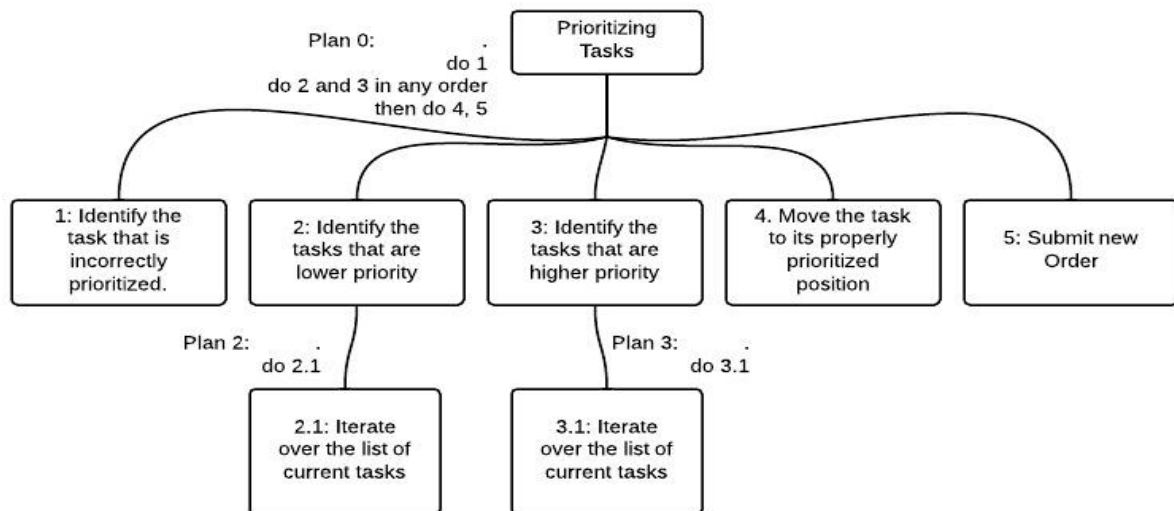 Prioritizing
Tasks
Plan 0: .
do 1
do 2 and 3 in any order
then do 4, 5
1: Identify the
task that is
incorrectly
prioritized.
2: Identify the
tasks that are
lower priority
3: Identify the
tasks that are
higher priority
4. Move the task
to its properly
prioritized
position
5: Submit new
Order
Plan 2: .
do 2.1
Plan 3: .
do 3.1
2.1: Iterate
over the list of
current tasks
3.1: Iterate
over the list of
current tasks